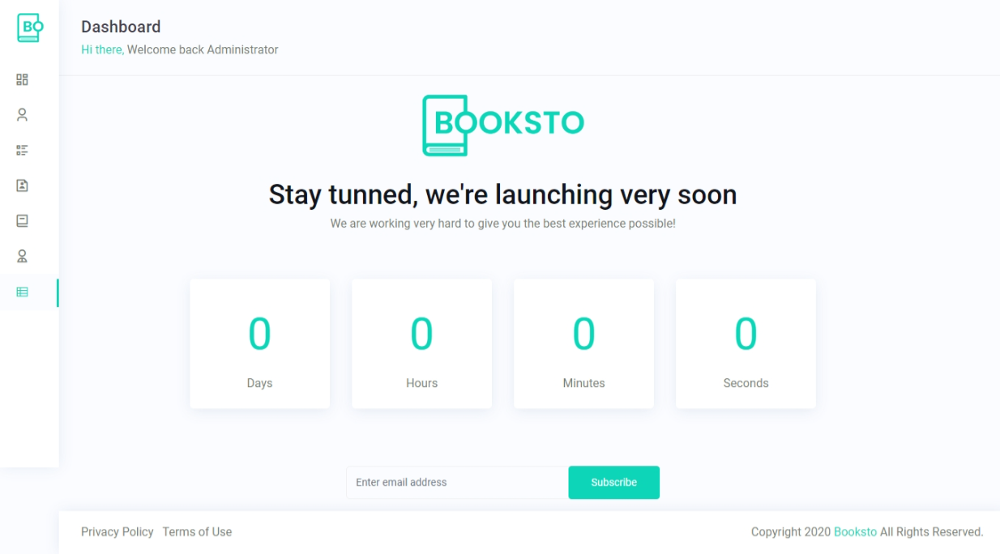 BO
Dashboard
Hi there, Welcome back Administrator
BOOKSTO
Stay tunned, we're launching very soon
We are working very hard to give you the best experience possible!
0 0 0 0
Days Hours Minutes Seconds
Enter email address Subscribe
Privacy Policy Terms of Use Copyright 2020 Booksto All Rights Reserved.